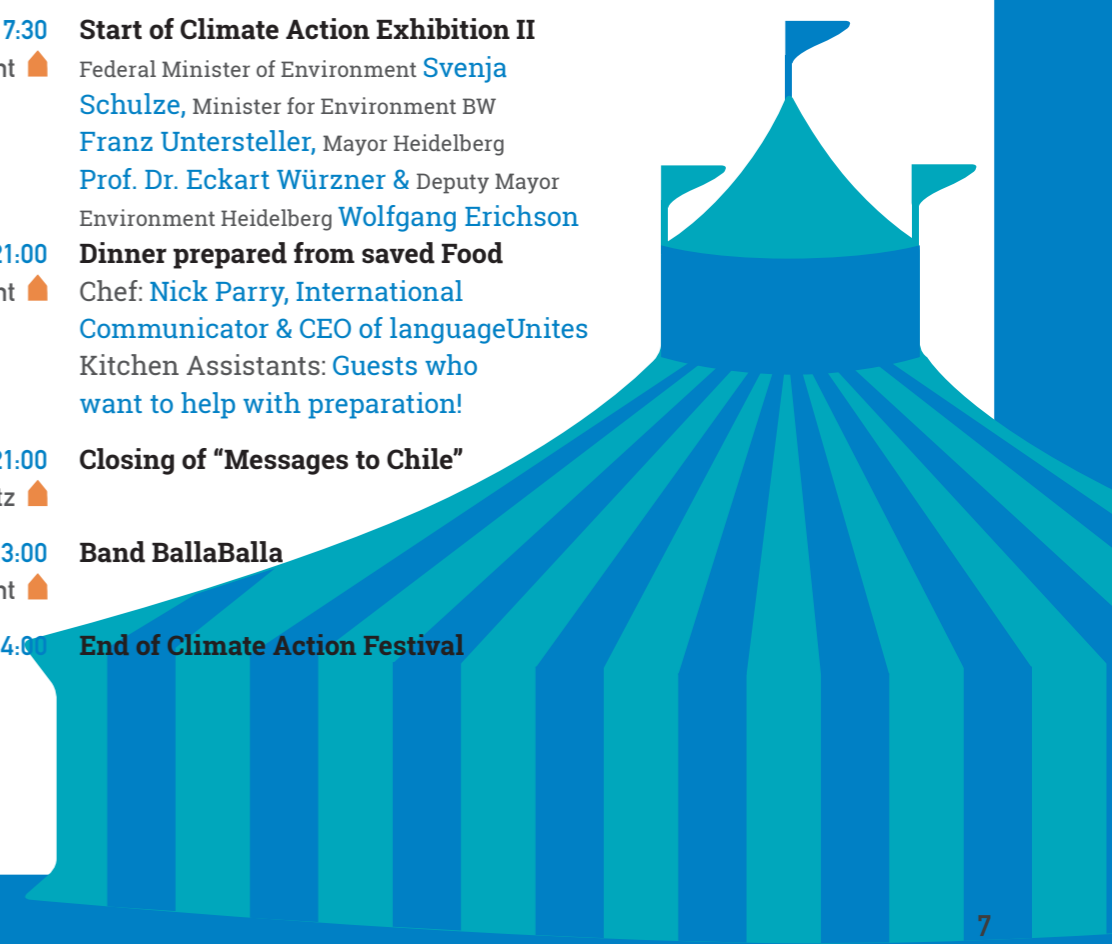 7:30 Start of Climate Action Exhibition II
nt Federal Minister of Environment Svenja
Schulze, Minister for Environment BW
Franz Untersteller, Mayor Heidelberg
Prof. Dr. Eckart Würzner & Deputy Mayor
Environment Heidelberg Wolfgang Erichson
21:00 Dinner prepared from saved Food
nt Chef: Nick Parry, International
Communicator & CEO of languageUnites
Kitchen Assistants: Guests who
want to help with preparation!
21:00 Closing of “Messages to Chile”
tz
3:00 Band BallaBalla
nt
4:00 End of Climate Action Festival
7